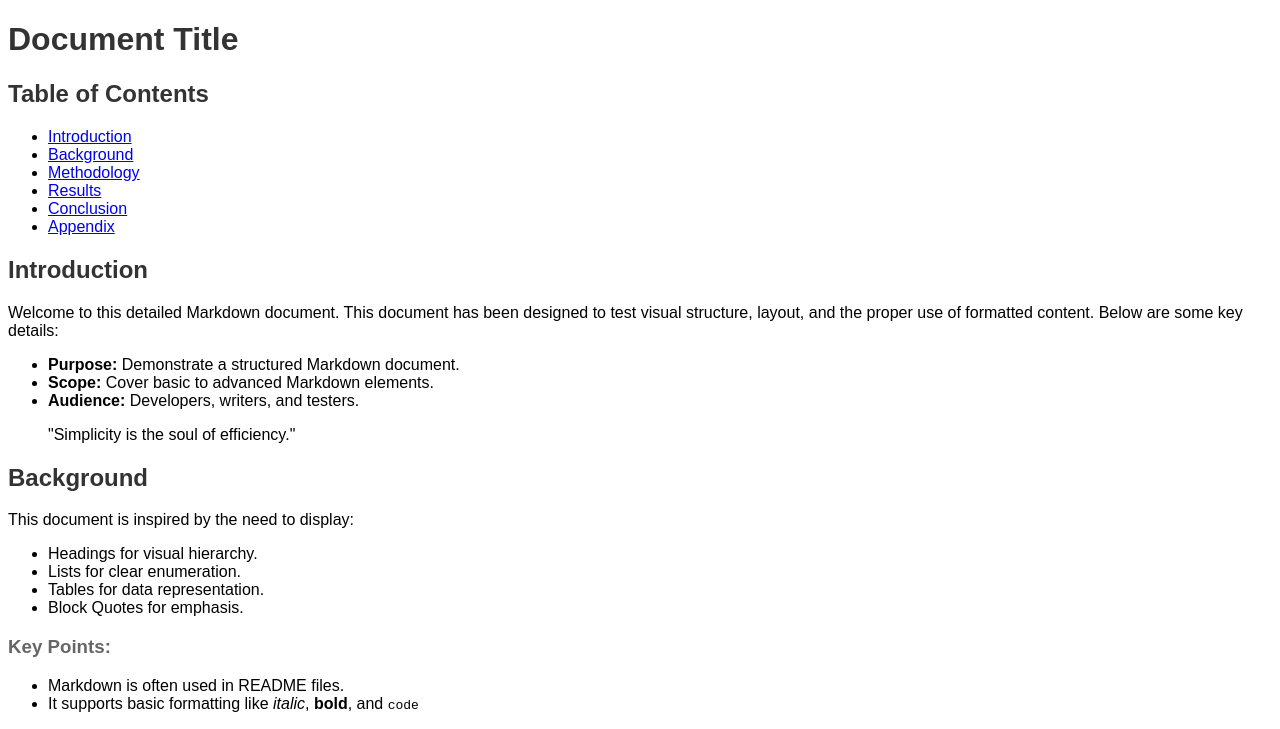 Document Title
Table of Contents
Introduction
Background
Methodology
Results
Conclusion
Appendix
Introduction
Welcome to this detailed Markdown document. This document has been designed to test visual structure, layout, and the proper use of formatted content. Below are some key
details:
Purpose: Demonstrate a structured Markdown document.
Scope: Cover basic to advanced Markdown elements.
Audience: Developers, writers, and testers.
"Simplicity is the soul of efficiency."
Background
This document is inspired by the need to display:
Headings for visual hierarchy.
Lists for clear enumeration.
Tables for data representation.
Block Quotes for emphasis.
Key Points:
Markdown is often used in README files.
It supports basic formatting like italic, bold, and code